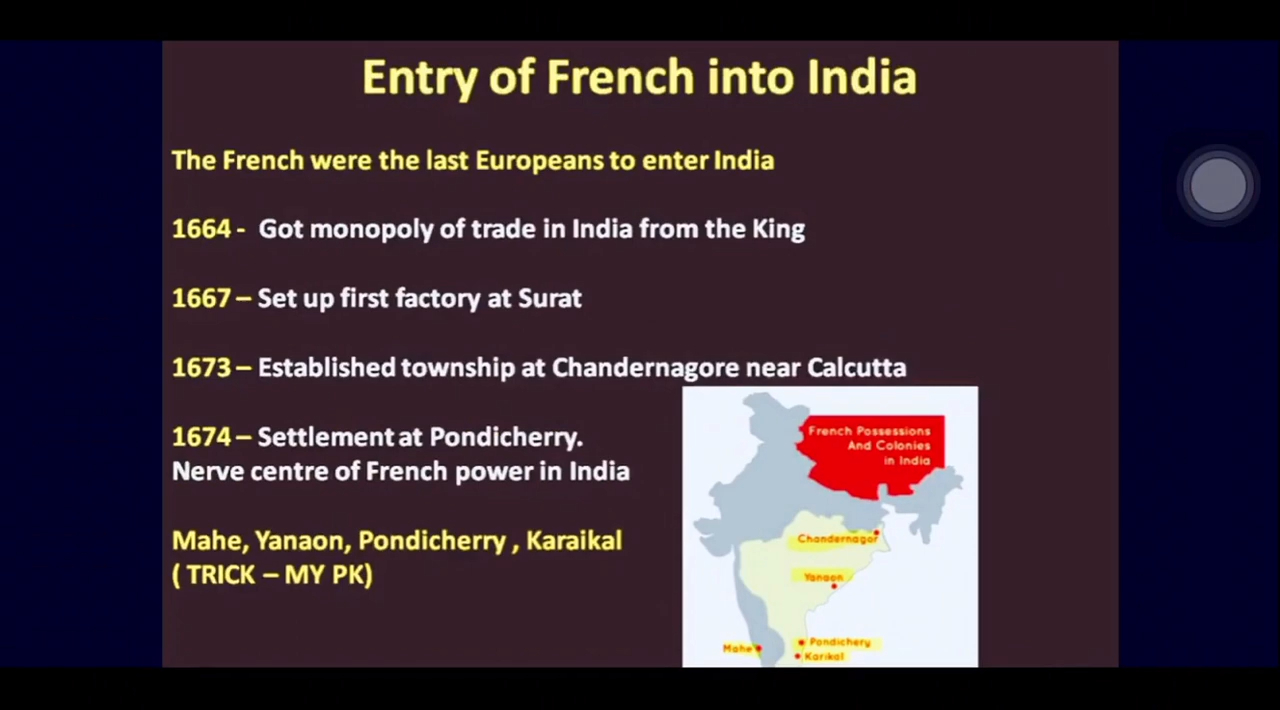 Entry of French into India
The French were the last Europeans to enter India
1664 - Got monopoly of trade in India from the King
1667 – Set up first factory at Surat
1673 – Established township at Chandernagore near Calcutta
1674 – Settlement at Pondicherry.
Nerve centre of French power in India
Mahe, Yanaon, Pondicherry , Karaikal
( TRICK – MY PK)
French Possessions
And Colonies
in India
Chandernagor
Yanaon
Pondichery
Mahe
Karikal